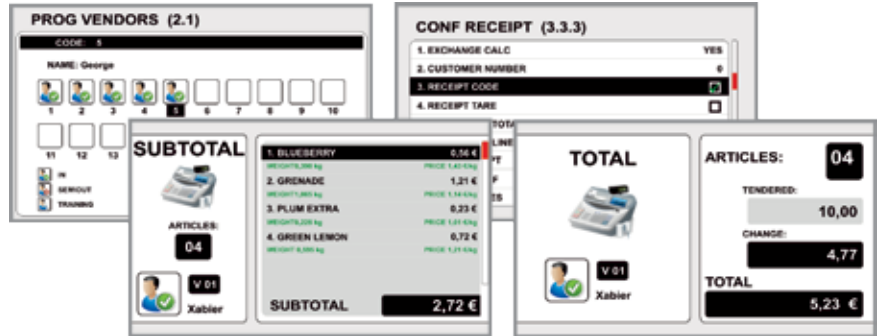 PROG VENDORS (2.1)
CODE: 5
NAME: George
1 2 3 4 5 6 7 8 9 10
11 12 13
IN
SEMIOUT
TRAINING
CONF RECEIPT (3.3.3)
1. EXCHANGE CALC YES
2. CUSTOMER NUMBER 0
3. RECEIPT CODE
4. RECEIPT TARE
SUBTOTAL
ARTICLES:
04
V 01
Xabier
1. BLUEBERRY 0,56 €
2. GRENADE 1,21 €
3. PLUM EXTRA 0,23 €
4. GREEN LEMON 0,72 €
SUBTOTAL 2,72 €
TOTAL
V 01
Xabier
ARTICLES: 04
TENDERED:
10,00
CHANGE:
4,77
TOTAL
5,23 €